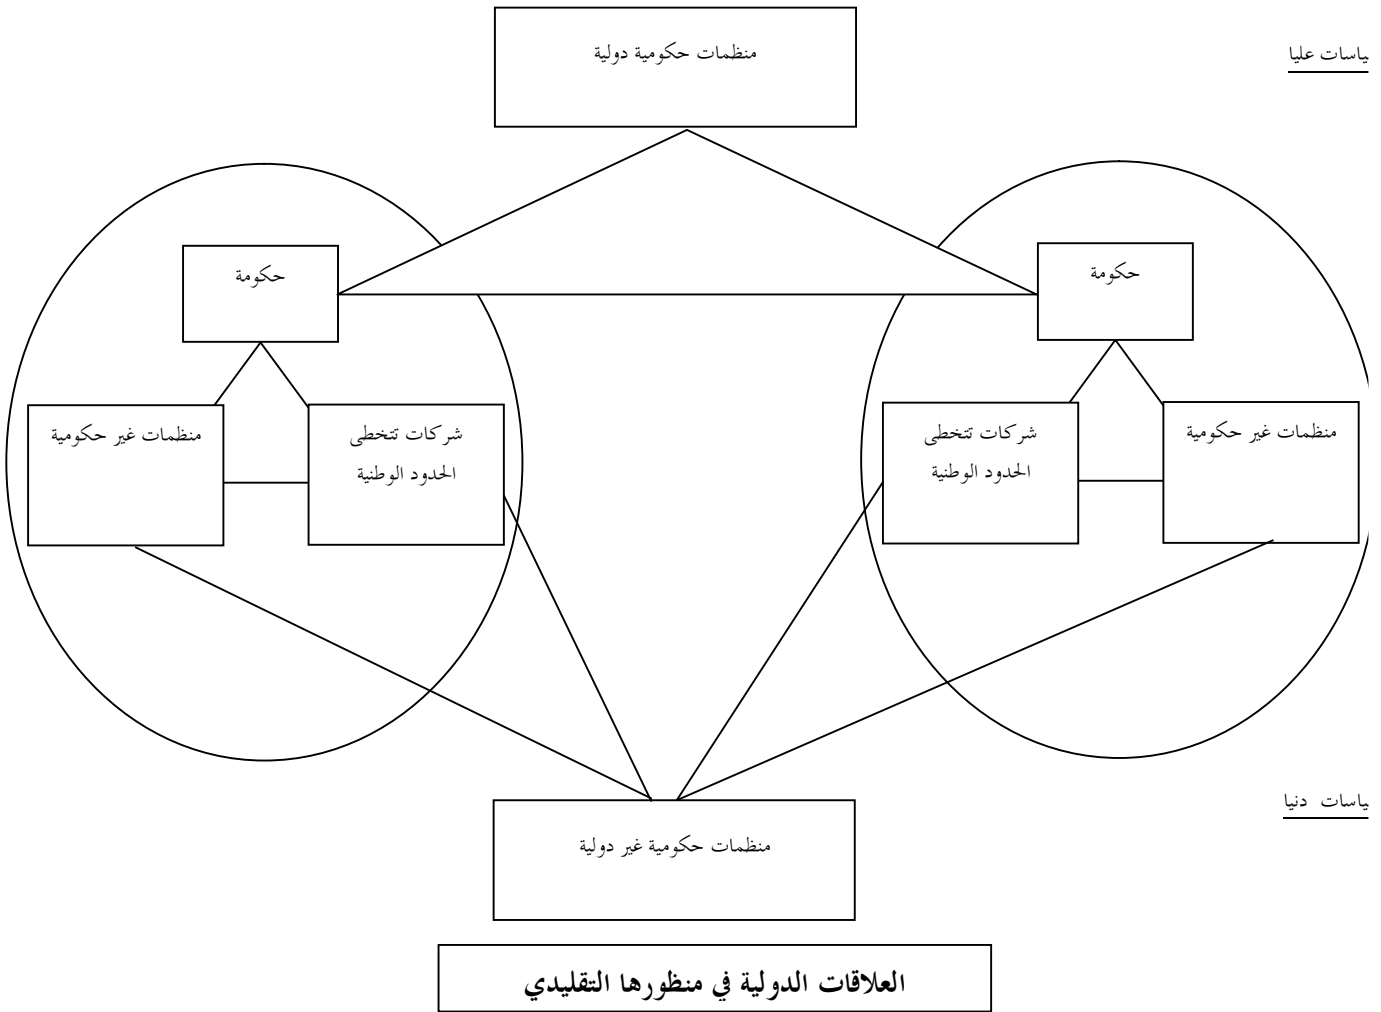 ياسات عليا
منظمات حكومية دولية
حكومة
حكومة
منظمات غير حكومية
شركات تتخطى
الحدود الوطنية
شركات تتخطى
الحدود الوطنية
منظمات غير حكومية
ياسات دنيا
منظمات حكومية غير دولية
العلاقات الدولية في منظورها التقليدي